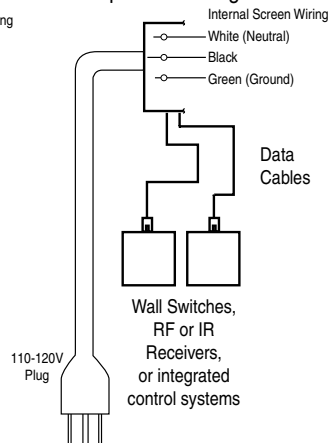 Internal Screen Wiring
White (Neutral)
Black
Green (Ground)
Data
Cables
Wall Switches,
RF or IR
Receivers,
or integrated
control systems
110-120V
Plug